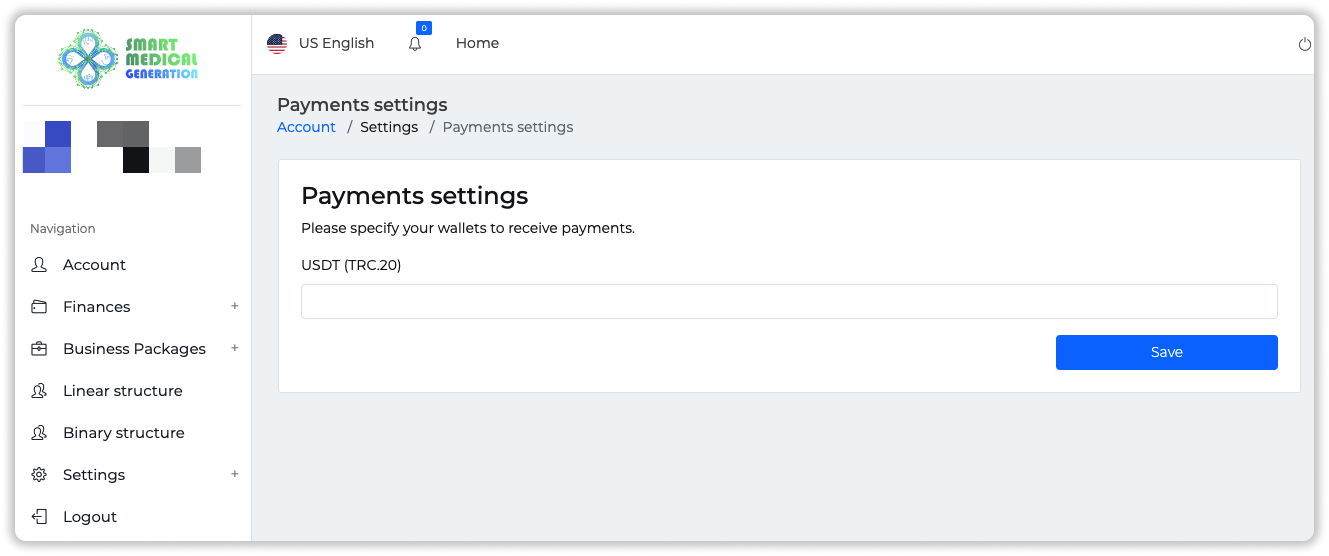 SMART
MEDICAL
GENERATION
US English
0
Home
Navigation
Account
Finances +
Business Packages +
Linear structure
Binary structure
Settings +
Logout
Payments settings
Account / Settings / Payments settings
Payments settings
Please specify your wallets to receive payments.
USDT (TRC.20)
Save